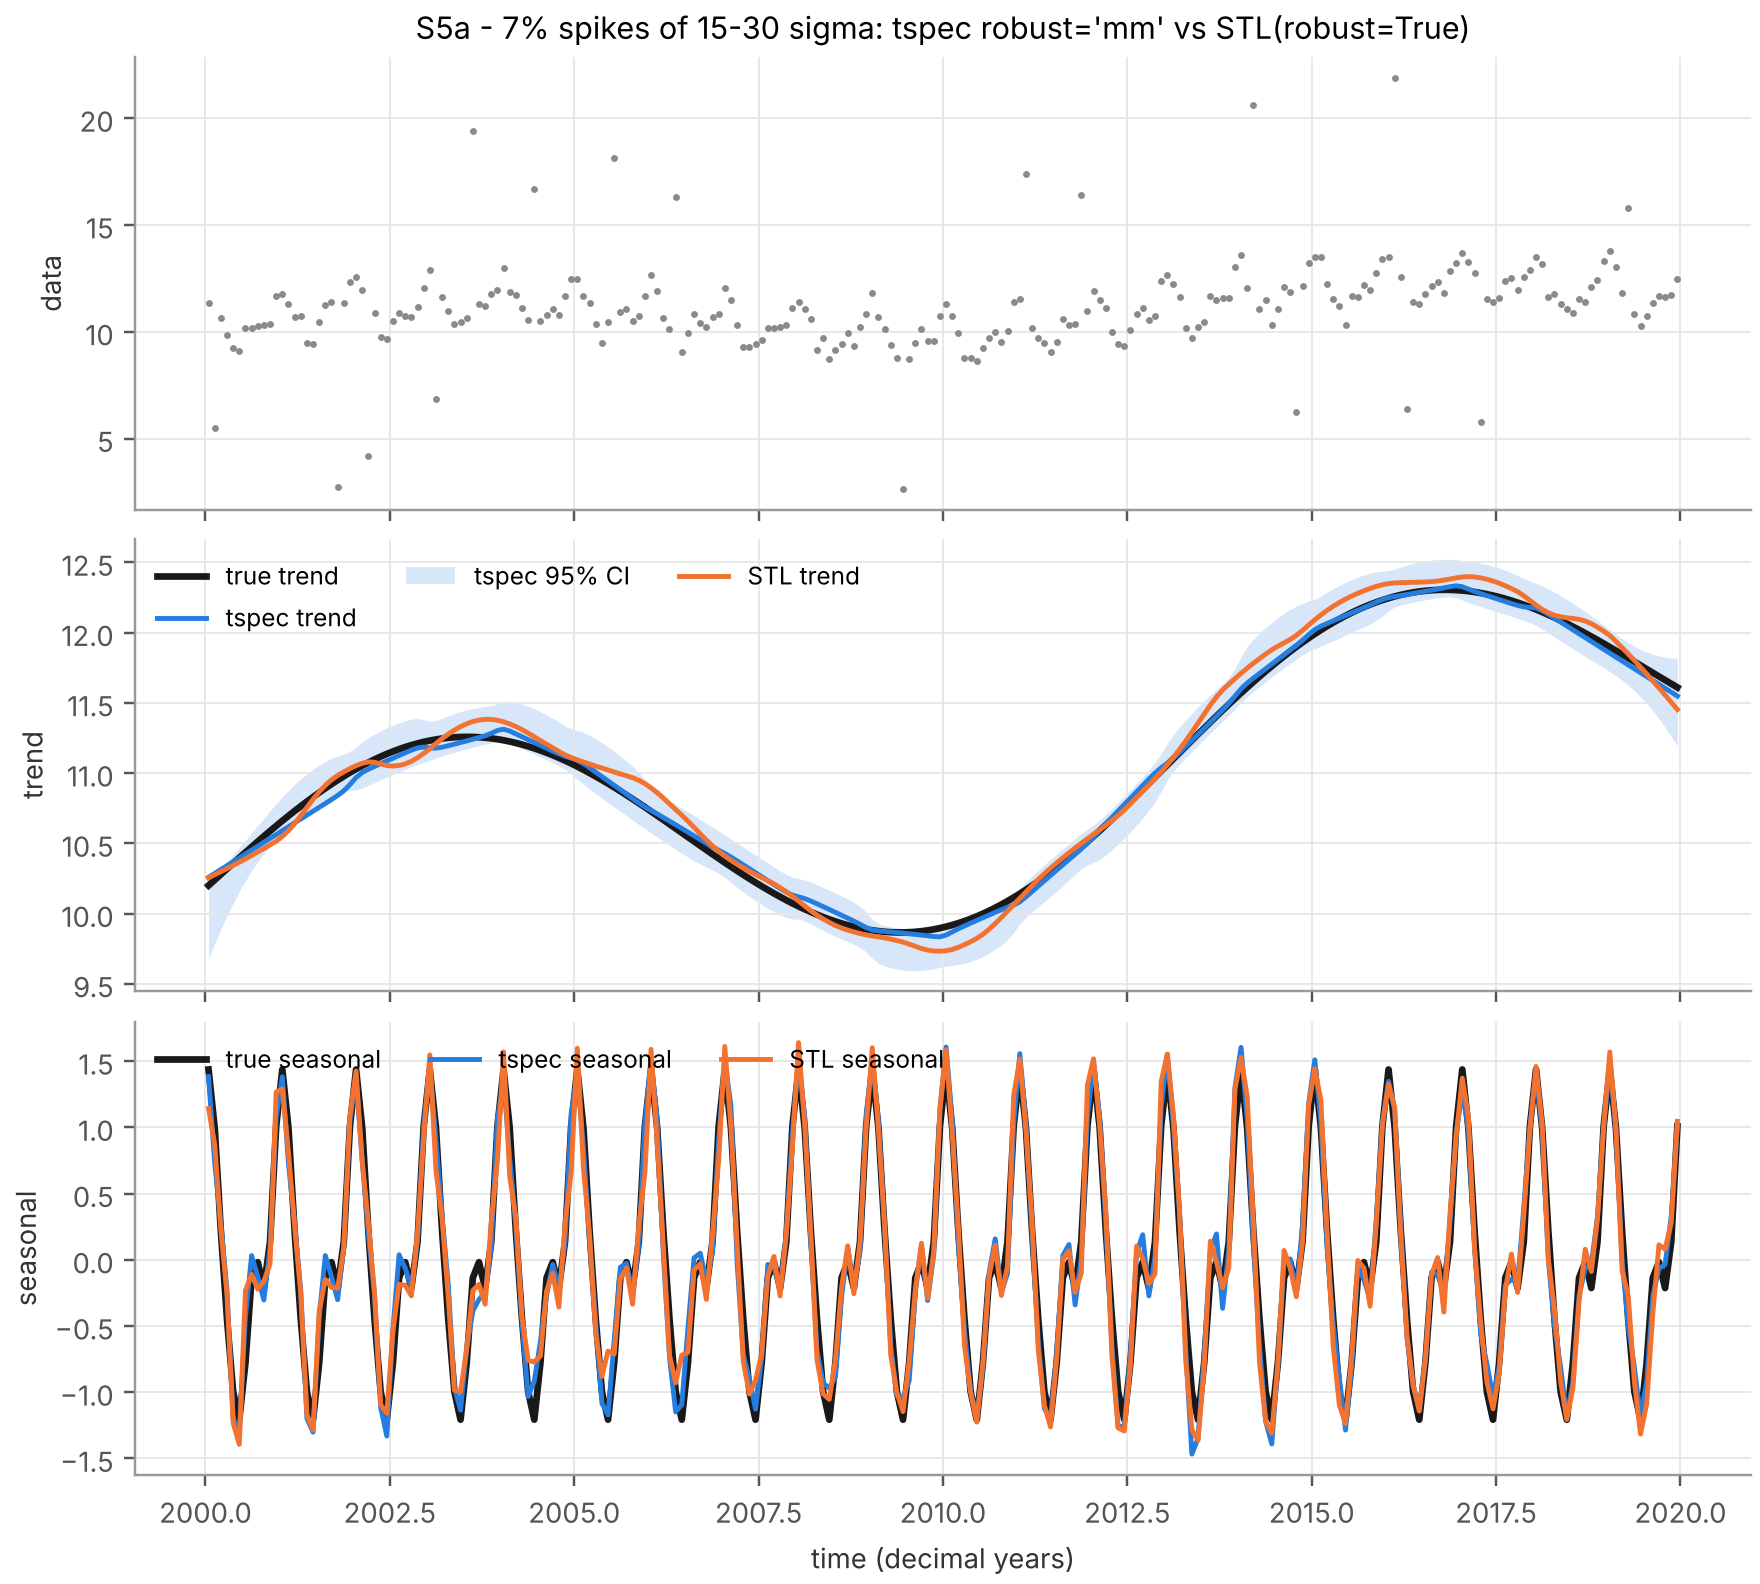 S5a - 7% spikes of 15-30 sigma: tspec robust='mm' vs STL(robust=True)
20
15
10
5
data
12.5
12.0
11.5
11.0
10.5
10.0
9.5
trend
true trend
tspec 95% CI
STL trend
tspec trend
1.5
1.0
0.5
0.0
−0.5
−1.0
−1.5
seasonal
true seasonal
tspec seasonal
STL seasonal
2000.0
2002.5
2005.0
2007.5
2010.0
2012.5
2015.0
2017.5
2020.0
time (decimal years)